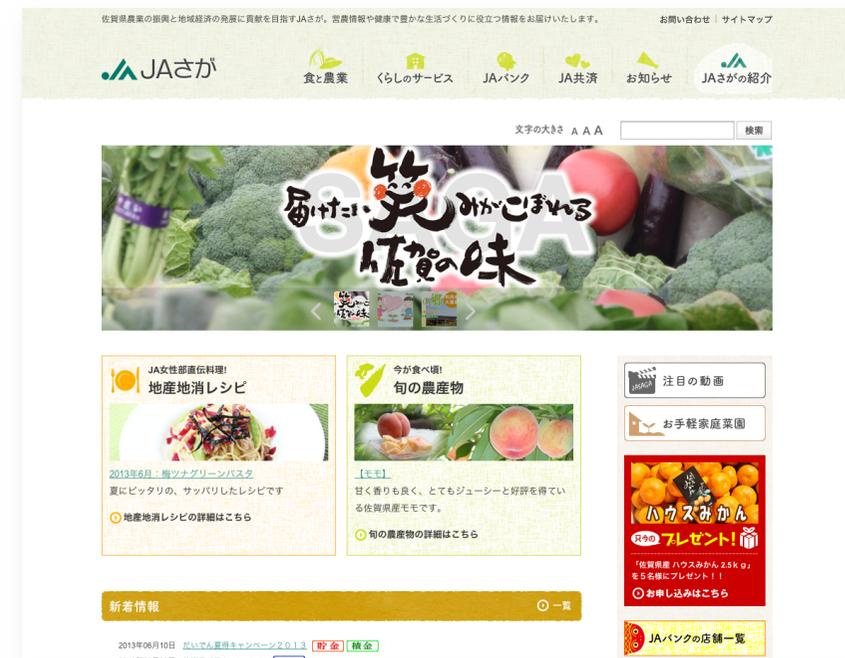 佐賀県農業の振興と地域経済の発展に貢献を目指すJAさが。営農情報や健康で豊かな生活づくりに役立つ情報をお届けいたします。
お問い合わせ | サイトマップ
JAさが
食と農業
くらしのサービス
JAバンク
JA共済
お知らせ
JAさがの紹介
文字の大きさ A A A
検索
SAGA
届けたい 笑みがこぼれる
佐賀の味
JA女性部直伝料理!
地産地消レシピ
2013年6月：梅ツナグリーンパスタ
夏にピッタリの、サッパリしたレシピです
地産地消レシピの詳細はこちら
今が食べ頃!
旬の農産物
【モモ】
甘く香りも良く、とてもジューシーと好評を得てい
る佐賀県産モモです。
旬の農産物の詳細はこちら
JASAGA
注目の動画
お手軽家庭菜園
ハウスみかん
只今の プレゼント!
「佐賀県産 ハウスみかん 2.5ｋｇ」
を５名様にプレゼント！！
お申し込みはこちら
JAバンクの店舗一覧
新着情報
一覧
2013年06月10日 だいでん夏得キャンペーン２０１３ 貯金 積金